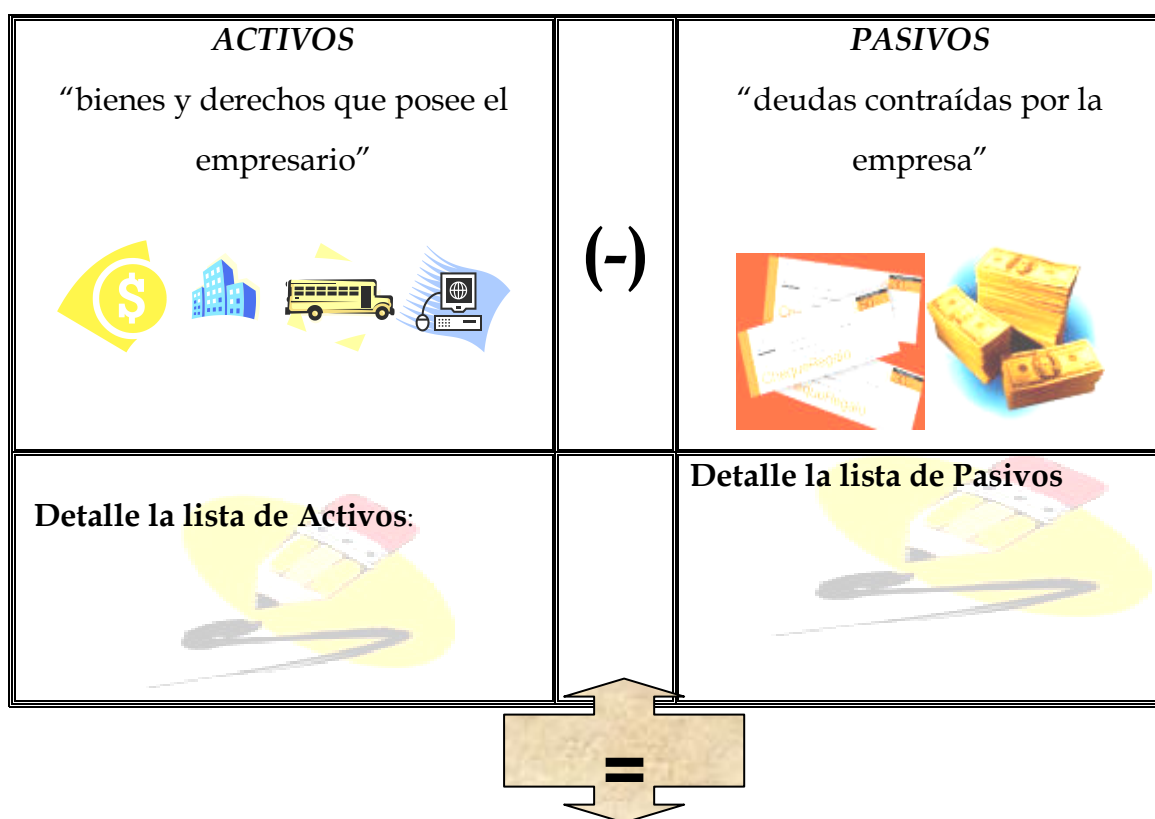 ACTIVOS
“bienes y derechos que posee el
empresario”
(-)
PASIVOS
“deudas contraídas por la
empresa”
$
Detalle la lista de Activos:
Detalle la lista de Pasivos
=